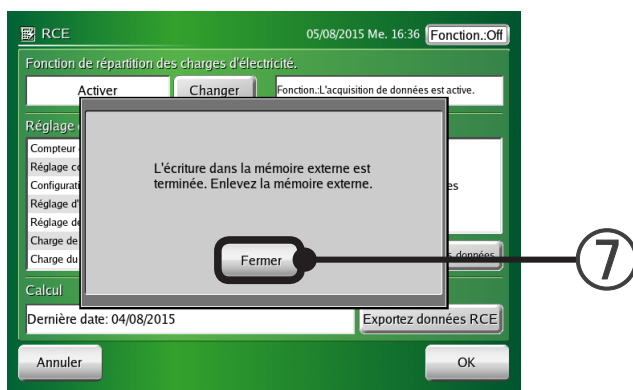 RCE
05/08/2015 Me. 16:36
Fonction.:Off
Fonction de répartition des charges d'électricité.
Activer
Changer
Fonction.:L'acquisition de données est active.
Réglage
Compteur
Réglage
Configurati
Réglage d'
Réglage de
Charge de
Charge du
L'écriture dans la mémoire externe est
terminée. Enlevez la mémoire externe.
Fermer
7
es
données
Calcul
Dernière date: 04/08/2015
Exportez données RCE
Annuler
OK